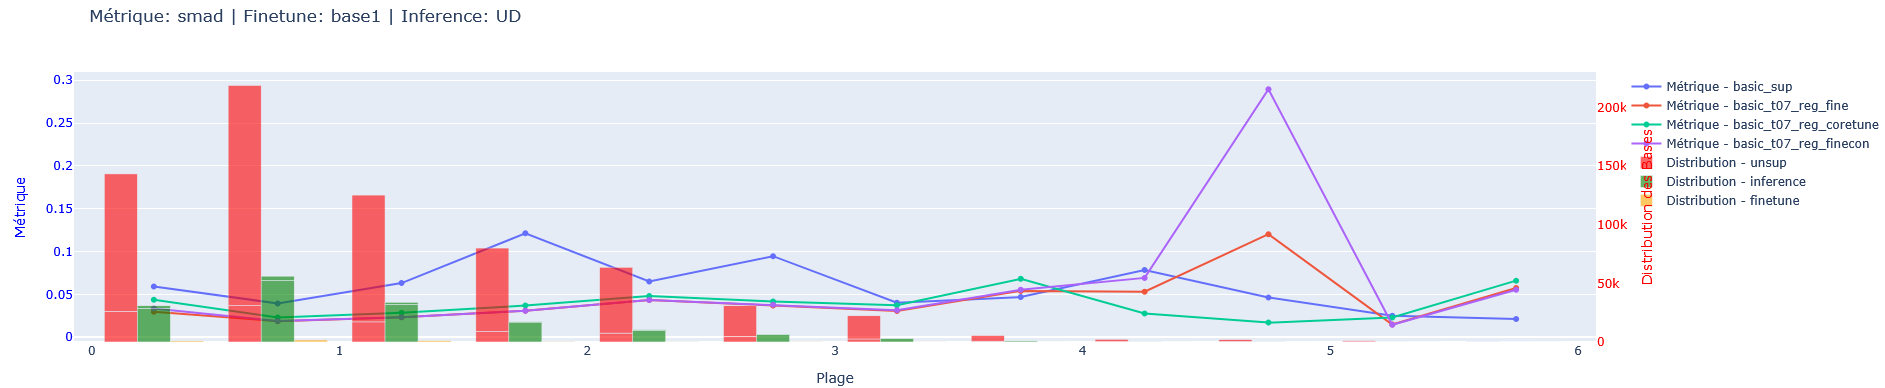 Métrique: smad | Finetune: base1 | Inference: UD
0.3
0.25
0.2
0.15
0.1
0.05
0
Métrique
0
1
2
3
4
5
6
Plage
200k
150k
100k
50k
0
Distribution des Bases
Métrique - basic_sup
Métrique - basic_t07_reg_fine
Métrique - basic_t07_reg_coretune
Métrique - basic_t07_reg_finecon
Distribution - unsup
Distribution - inference
Distribution - finetune